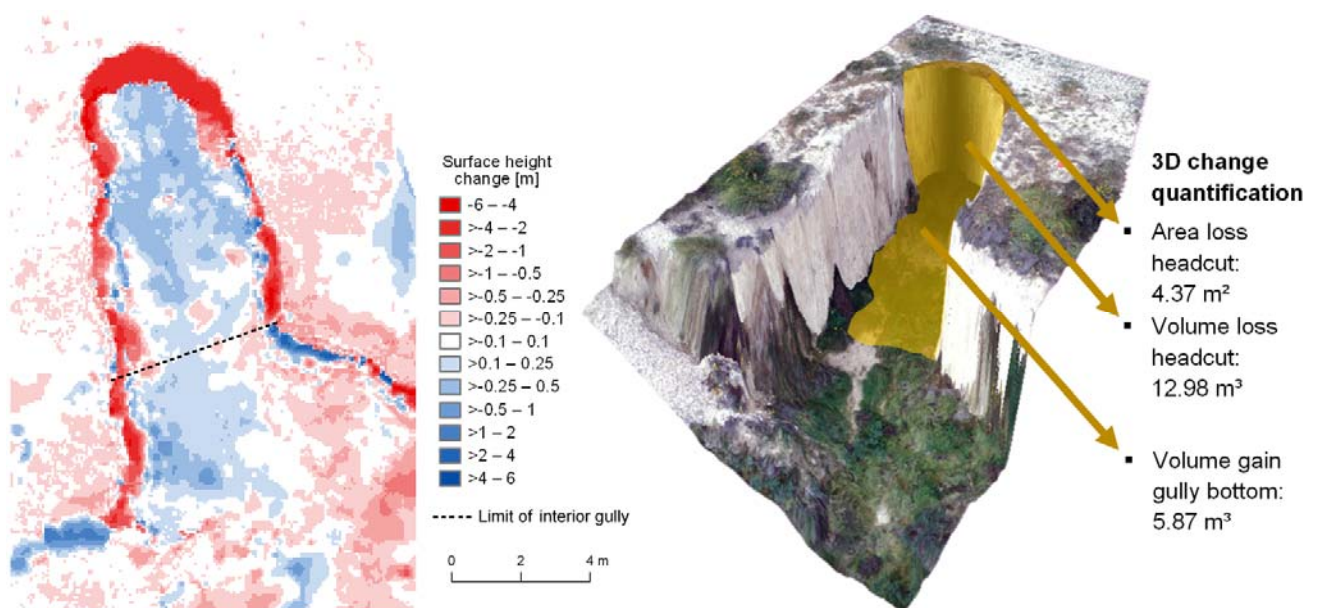 Surface height
change [m]
-6 – -4
>-4 – -2
>-2 – -1
>-1 – -0.5
>-0.5 – -0.25
>-0.25 – -0.1
>-0.1 – 0.1
>0.1 – 0.25
>-0.25 – 0.5
>-0.5 – 1
>1 – 2
>2 – 4
>4 – 6
Limit of interior gully
0 2 4 m
3D change
quantification
▪ Area loss
headcut:
4.37 m²
▪ Volume loss
headcut:
12.98 m³
▪ Volume gain
gully bottom:
5.87 m³